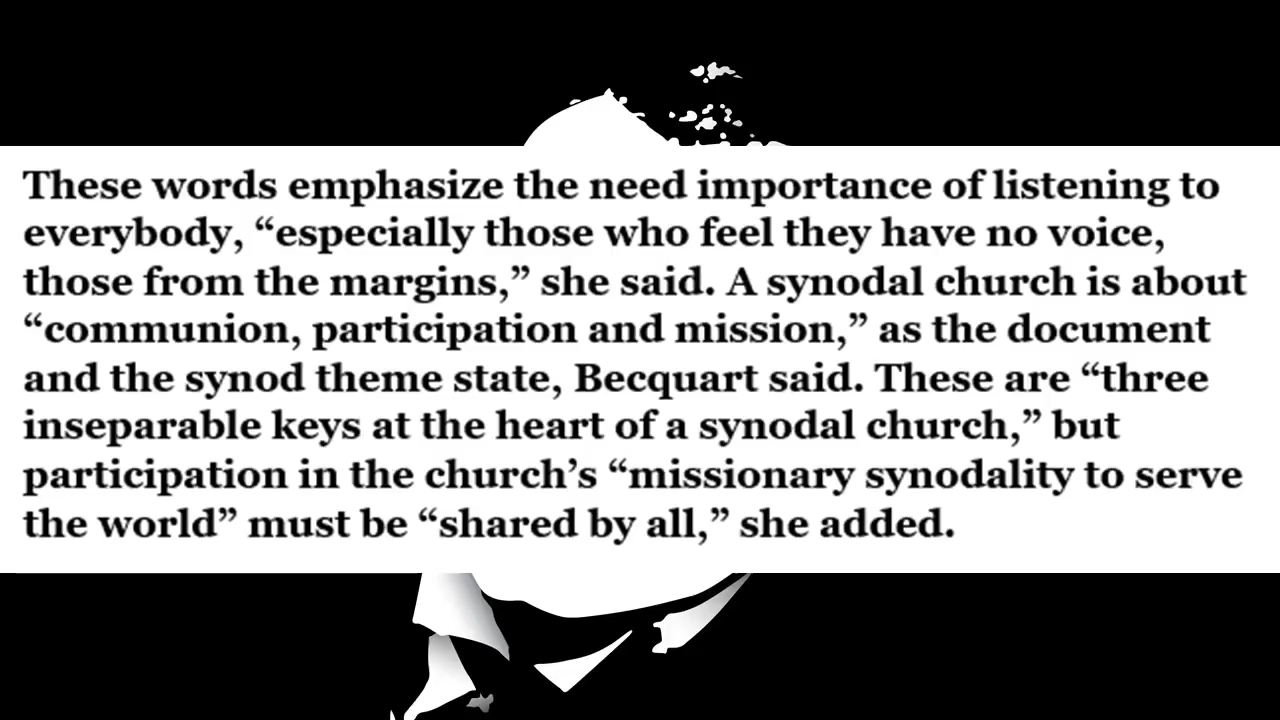 These words emphasize the need importance of listening to
everybody, “especially those who feel they have no voice,
those from the margins,” she said. A synodal church is about
“communion, participation and mission,” as the document
and the synod theme state, Becquart said. These are “three
inseparable keys at the heart of a synodal church,” but
participation in the church’s “missionary synodality to serve
the world” must be “shared by all,” she added.